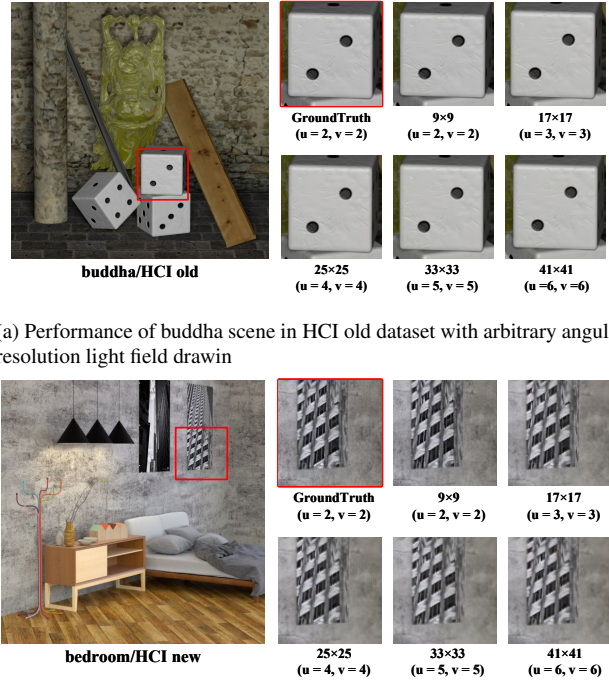 GroundTruth
(u = 2, v = 2)
9×9
(u = 2, v = 2)
17×17
(u = 3, v = 3)
25×25
(u = 4, v = 4)
33×33
(u = 5, v = 5)
41×41
(u =6, v =6)
buddha/HCI old
a) Performance of buddha scene in HCI old dataset with arbitrary angul
resolution light field drawin
GroundTruth
(u = 2, v = 2)
9×9
(u = 2, v = 2)
17×17
(u = 3, v = 3)
25×25
(u = 4, v = 4)
33×33
(u = 5, v = 5)
41×41
(u = 6, v = 6)
bedroom/HCI new